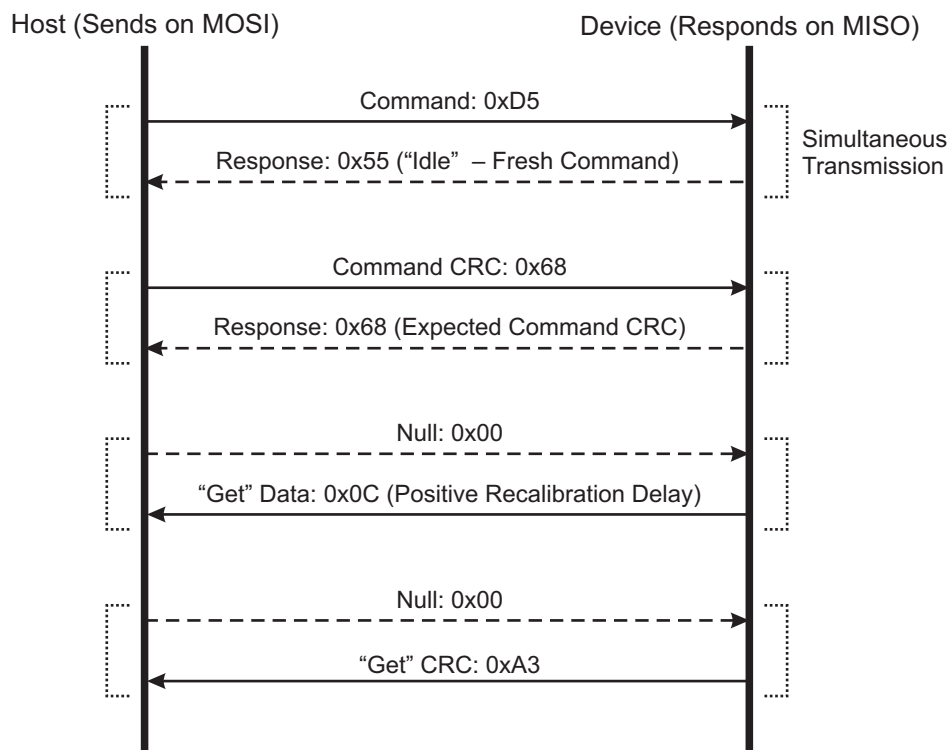 Host (Sends on MOSI)
Device (Responds on MISO)
Command: 0xD5
Simultaneous
Transmission
Response: 0x55 (“Idle” – Fresh Command)
Command CRC: 0x68
Response: 0x68 (Expected Command CRC)
Null: 0x00
“Get” Data: 0x0C (Positive Recalibration Delay)
Null: 0x00
“Get” CRC: 0xA3